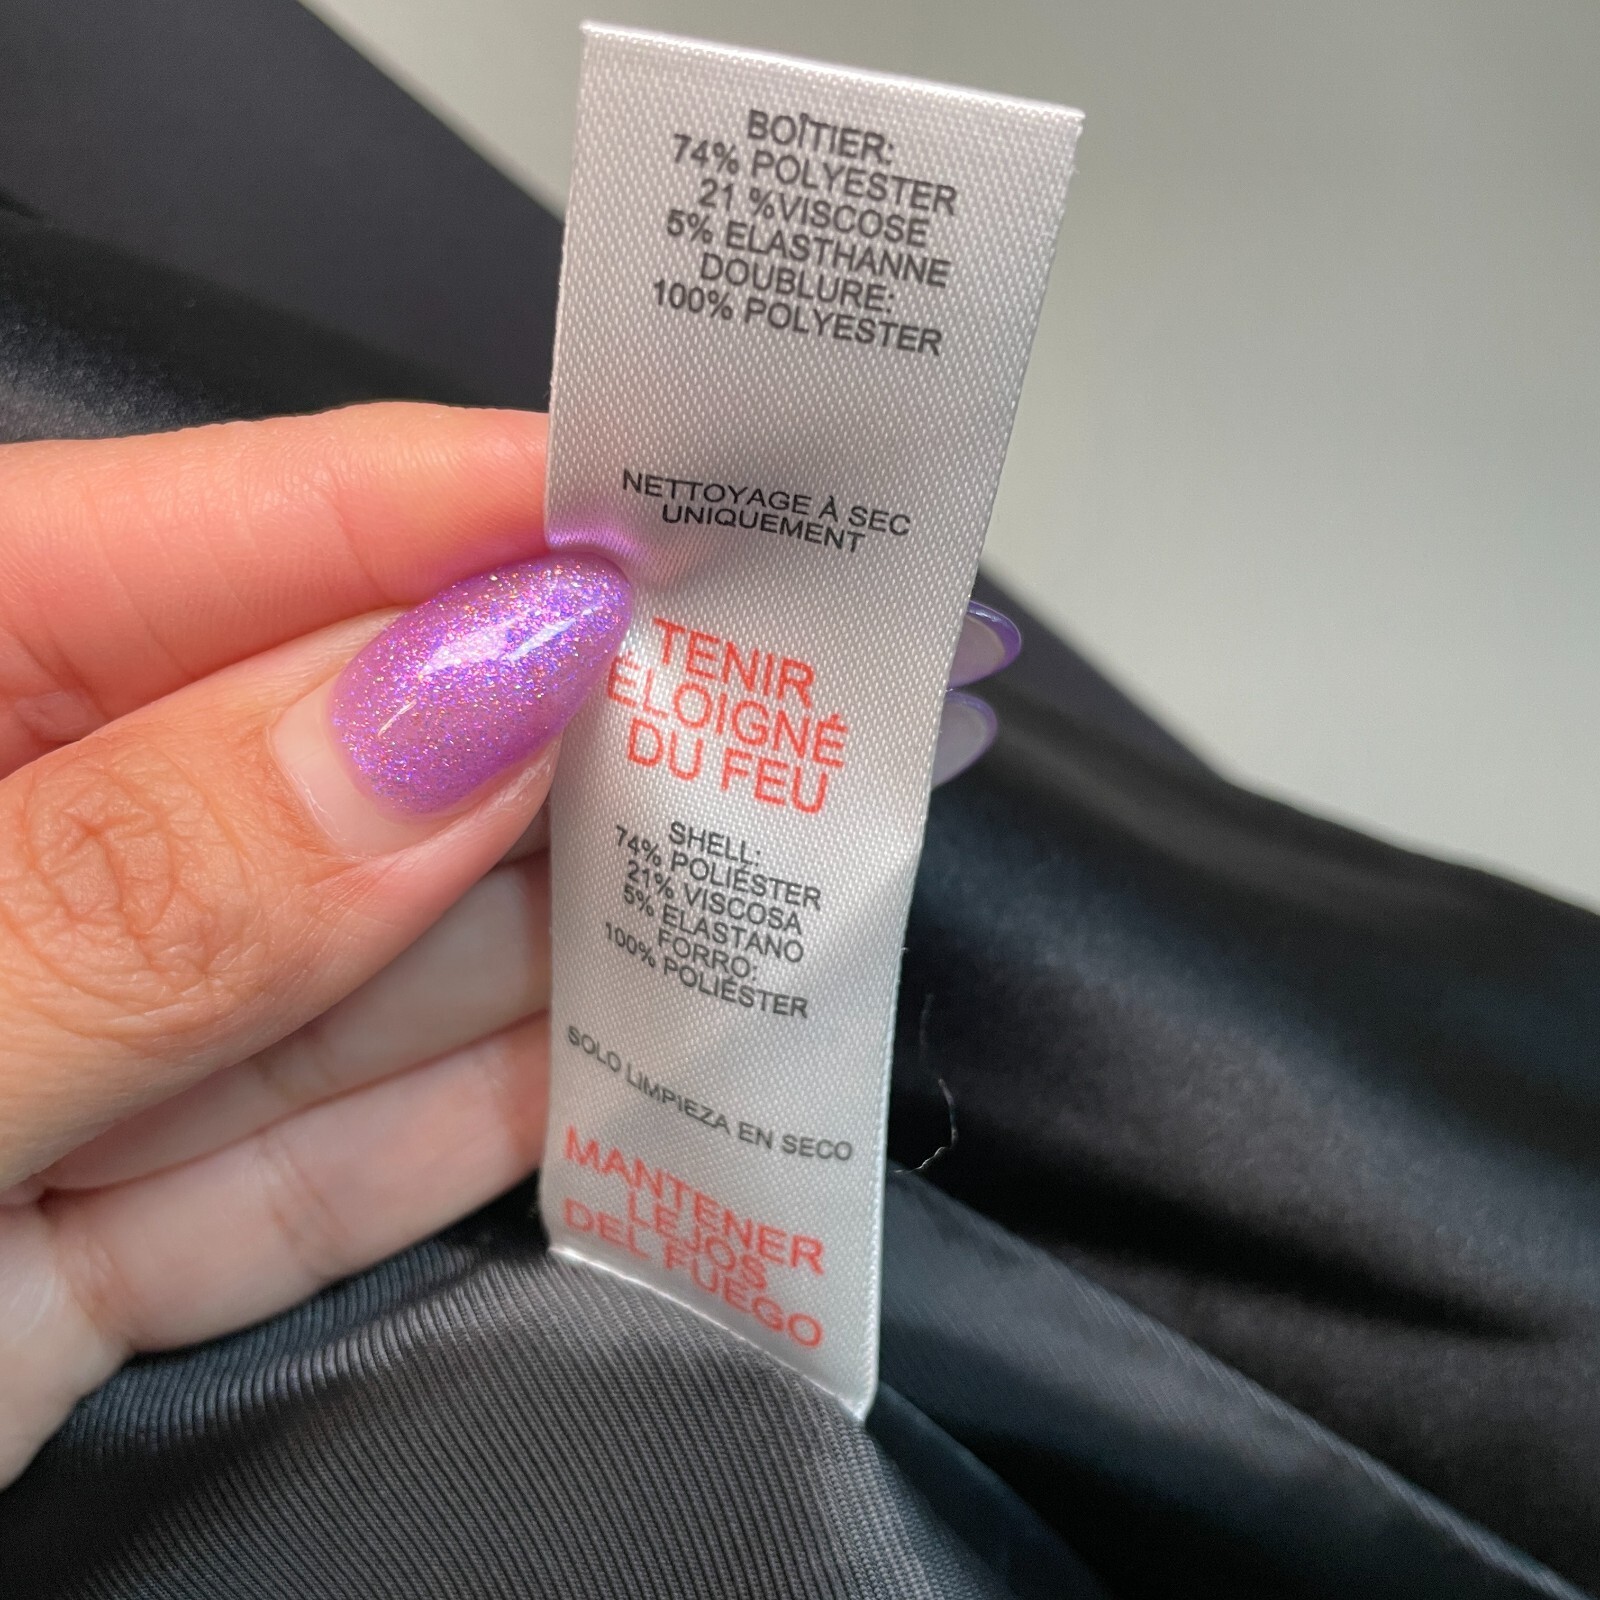 BOÎTIER:
74% POLYESTER
21 %VISCOSE
5% ELASTHANNE
DOUBLURE:
100% POLYESTER
NETTOYAGE À SEC
UNIQUEMENT
TENIR
ÉLOIGNÉ
DU FEU
SHELL:
74% POLIÉSTER
21% VISCOSA
5% ELASTANO
FORRO:
100% POLIÉSTER
SOLO LIMPIEZA EN SECO
MANTENER
LEJOS
DEL FUEGO